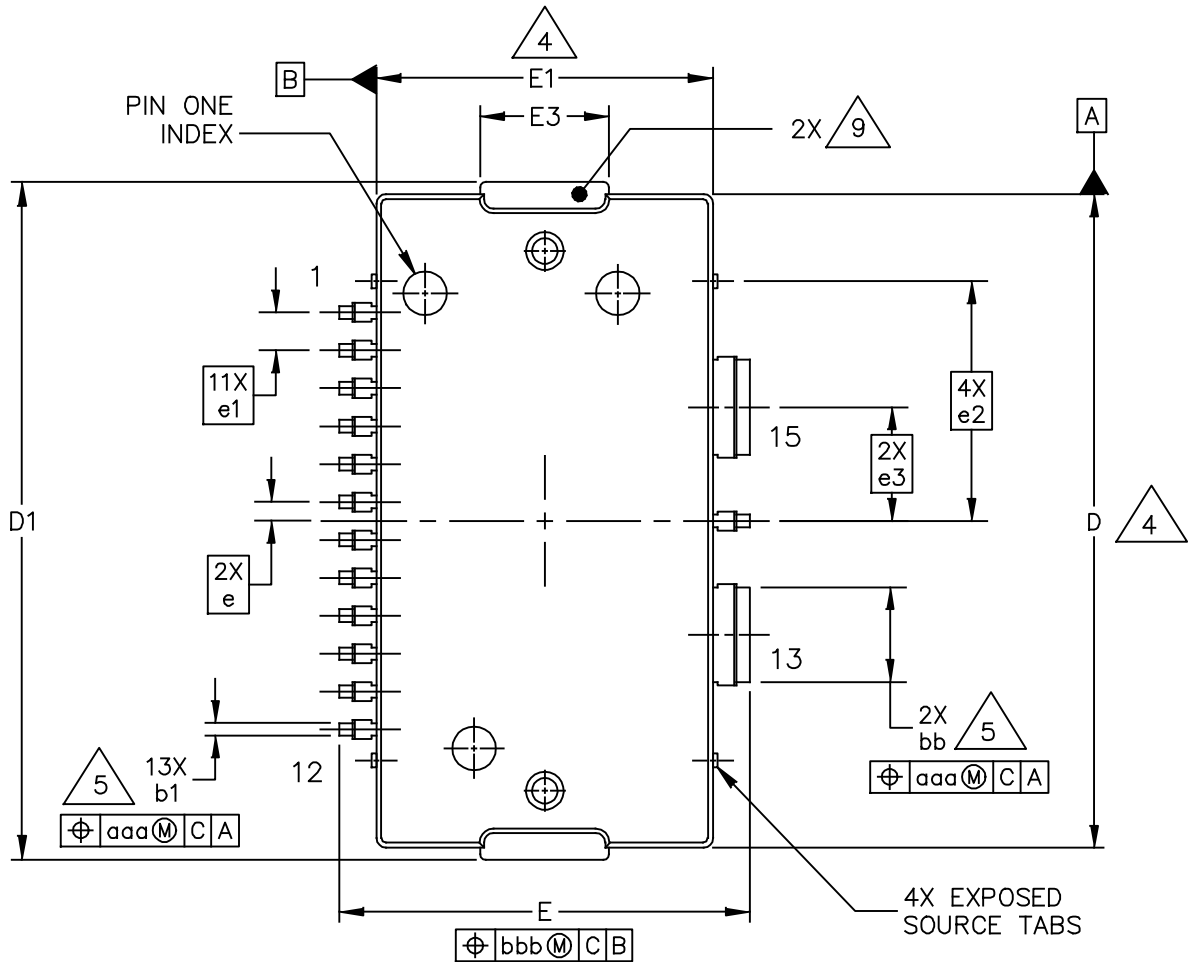 4
B
E1
PIN ONE
INDEX
E3
2X 9
A
1
11X
e1
4X
e2
15
2X
e3
D1
D 4
2X
e
13
2X
bb 5
⌖ aaa Ⓜ C A
5 13X
b1
12
⌖ aaa Ⓜ C A
4X EXPOSED
SOURCE TABS
E
⌖ bbb Ⓜ C B